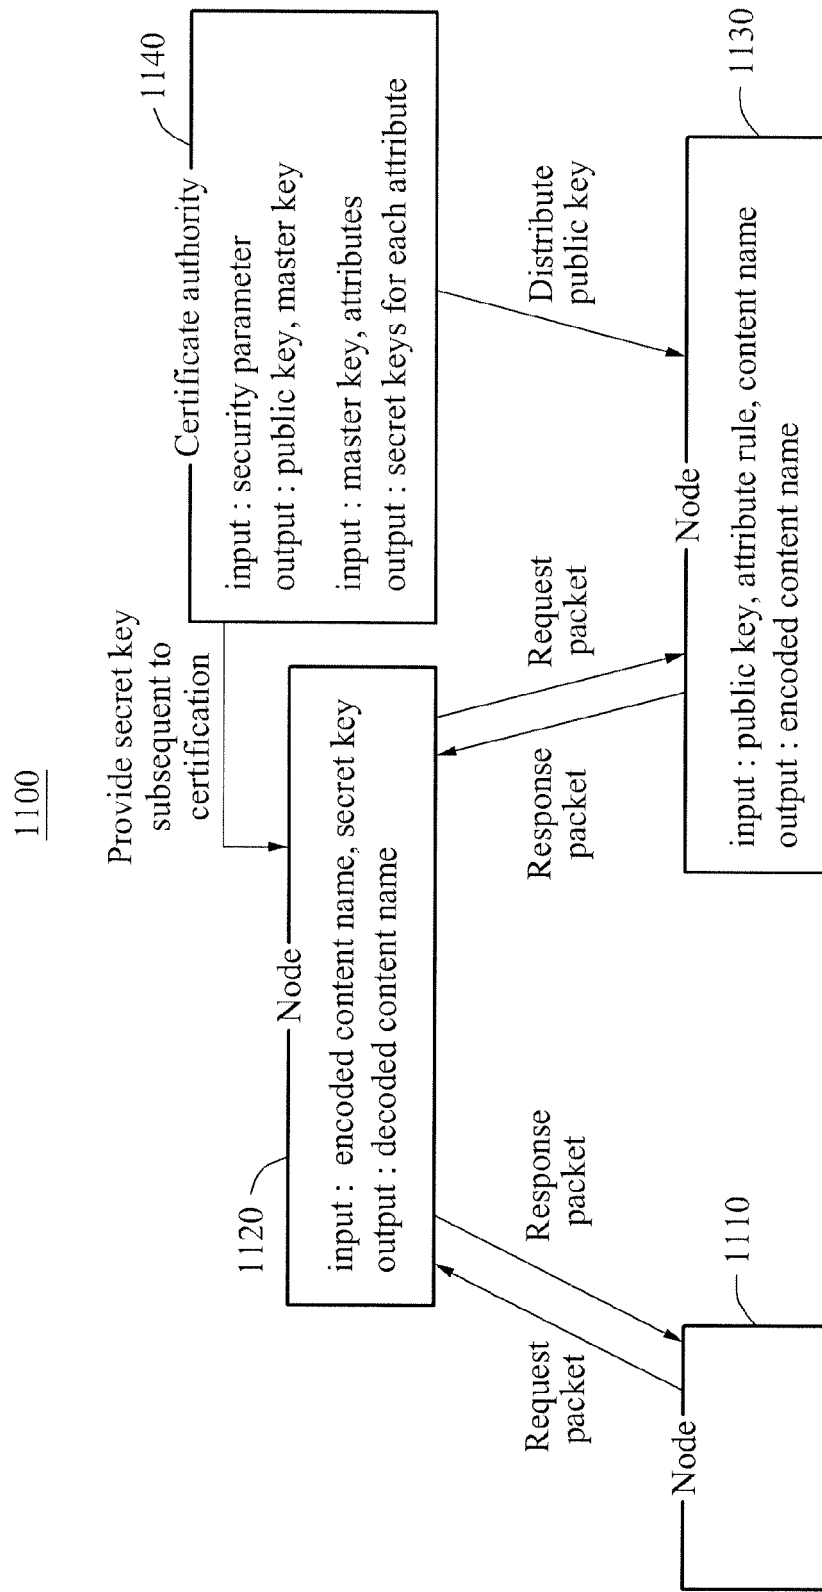 1100
Provide secret key
subsequent to
certification
1140
Certificate authority
input : security parameter
output : public key, master key
input : master key, attributes
output : secret keys for each attribute
1120
Node
input : encoded content name, secret key
output : decoded content name
Request
packet
Response
packet
Response
packet
Request
packet
Distribute
public key
1110
Node
1130
Node
input : public key, attribute rule, content name
output : encoded content name